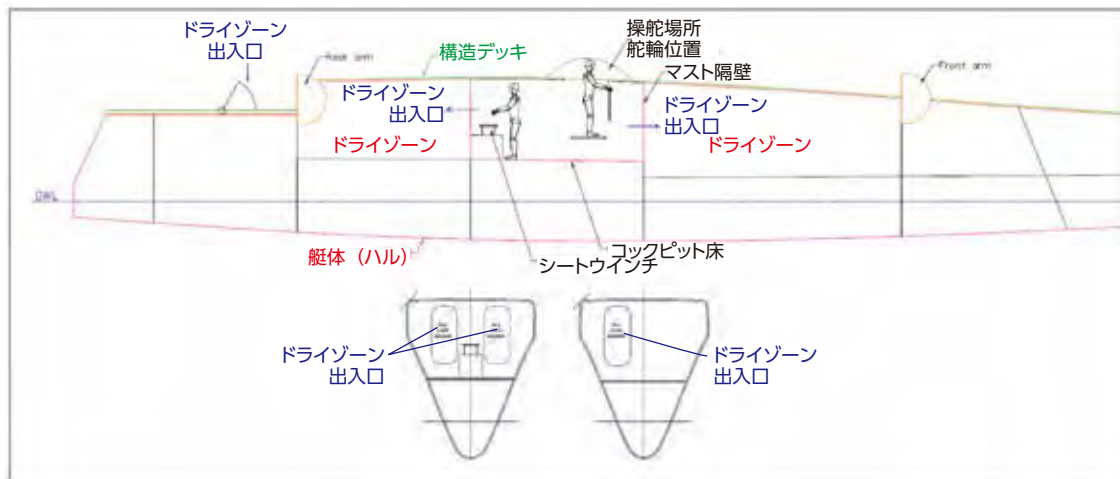 ドライゾーン
出入口
Rear arm
構造デッキ
操舵場所
舵輪位置
マスト隔壁
Front arm
ドライゾーン
出入口
ドライゾーン
出入口
ドライゾーン
ドライゾーン
DWL
艇体（ハル）
シートウインチ
コックピット床
ドライゾーン
出入口
ドライゾーン
出入口